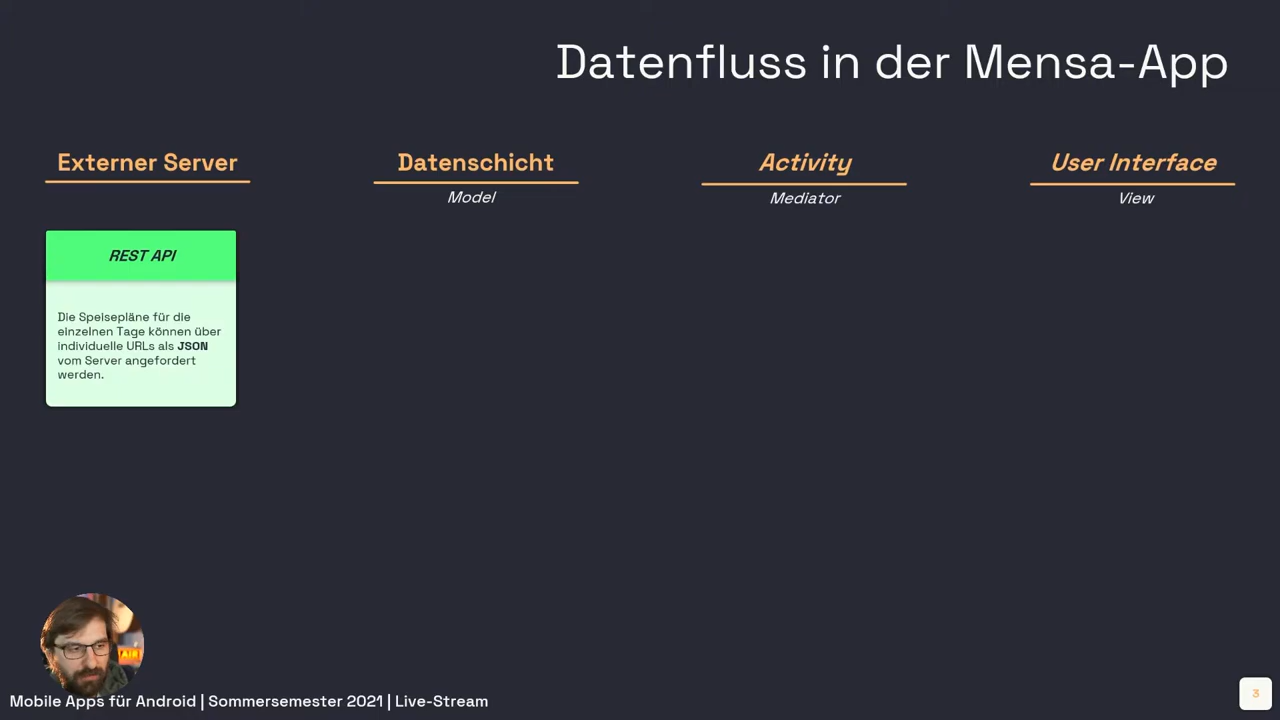 Datenfluss in der Mensa-App
Externer Server
Datenschicht
Model
Activity
Mediator
User Interface
View
REST API
Die Speisepläne für die
einzelnen Tage können über
individuelle URLs als JSON
vom Server angefordert
werden.
Mobile Apps für Android | Sommersemester 2021 | Live-Stream
3